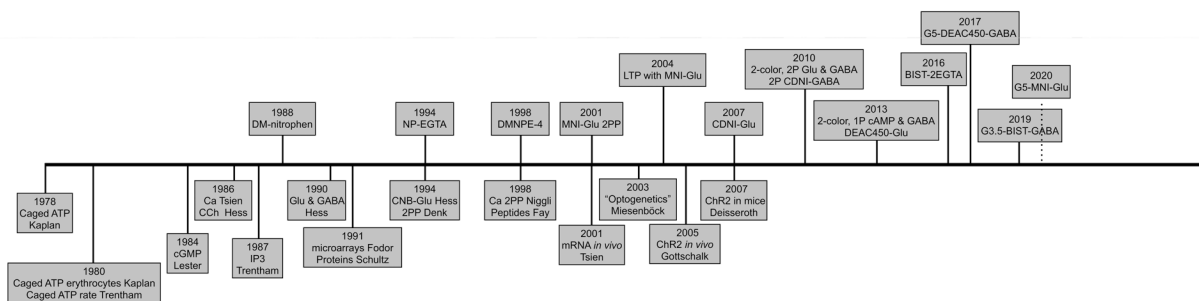 2017
G5-DEAC450-GABA
2004
LTP with MNI-Glu
2010
2-color, 2P Glu & GABA
2P CDNI-GABA
2016
BIST-2EGTA
2020
G5-MNI-Glu
1988
DM-nitrophen
1994
NP-EGTA
1998
DMNPE-4
2001
MNI-Glu 2PP
2007
CDNI-Glu
2013
2-color, 1P cAMP & GABA
DEAC450-Glu
2019
G3.5-BIST-GABA
1978
Caged ATP
Kaplan
1980
Caged ATP erythrocytes Kaplan
Caged ATP rate Trentham
1984
cGMP
Lester
1986
Ca Tsien
CCh Hess
1987
IP3
Trentham
1990
Glu & GABA
Hess
1991
microarrays Fodor
Proteins Schultz
1994
CNB-Glu Hess
2PP Denk
1998
Ca 2PP Niggli
Peptides Fay
2001
mRNA in vivo
Tsien
2003
“Optogenetics”
Miesenböck
2005
ChR2 in vivo
Gottschalk
2007
ChR2 in mice
Deisseroth